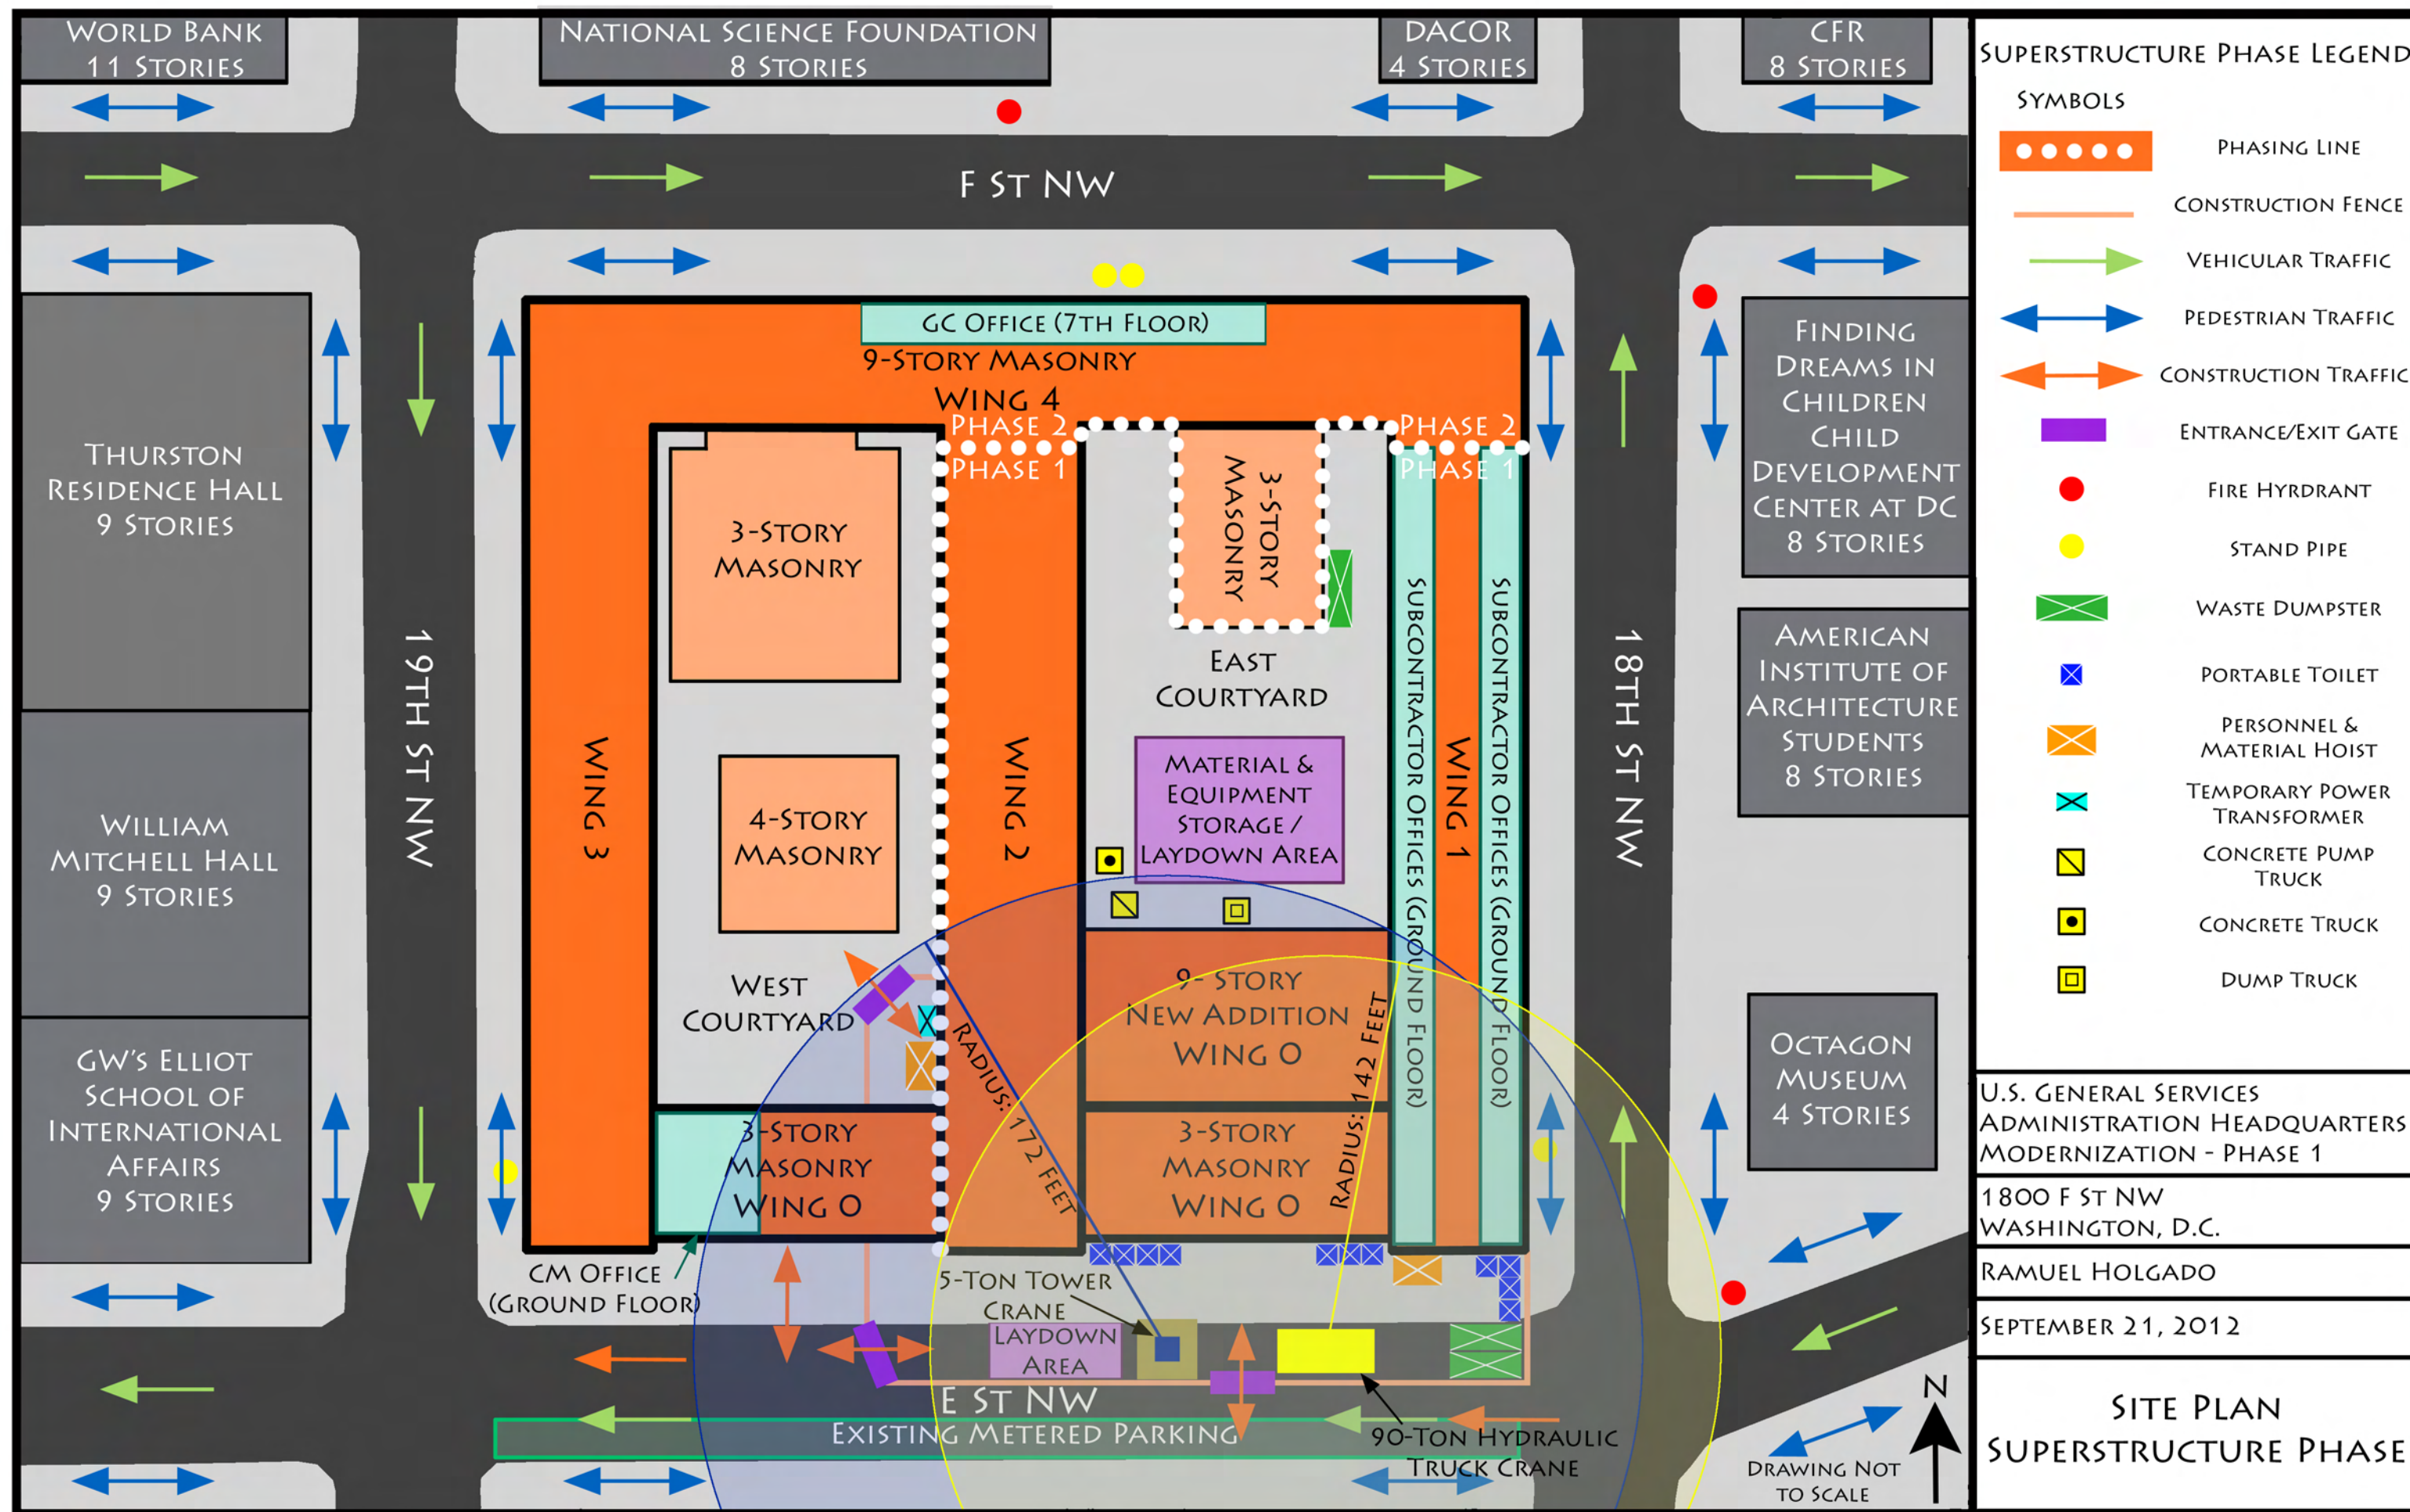 WORLD BANK
11 STORIES
NATIONAL SCIENCE FOUNDATION
8 STORIES
DACOR
4 STORIES
CFR
8 STORIES
F ST NW
GC OFFICE (7TH FLOOR)
9-STORY MASONRY
WING 4
PHASE 2
PHASE 1
PHASE 2
PHASE 1
THURSTON
RESIDENCE HALL
9 STORIES
WILLIAM
MITCHELL HALL
9 STORIES
GW'S ELLIOT
SCHOOL OF
INTERNATIONAL
AFFAIRS
9 STORIES
19TH ST NW
WING 3
3-STORY
MASONRY
4-STORY
MASONRY
WEST
COURTYARD
3-STORY
MASONRY
WING 0
CM OFFICE
(GROUND FLOOR)
WING 2
3-STORY
MASONRY
EAST
COURTYARD
MATERIAL &
EQUIPMENT
STORAGE /
LAYDOWN AREA
9- STORY
NEW ADDITION
WING 0
3-STORY
MASONRY
WING 0
RADIUS: 172 FEET
RADIUS: 142 FEET
SUBCONTRACTOR OFFICES (GROUND FLOOR)
WING 1
SUBCONTRACTOR OFFICES (GROUND FLOOR)
18TH ST NW
5-TON TOWER
CRANE
LAYDOWN
AREA
E ST NW
EXISTING METERED PARKING
90-TON HYDRAULIC
TRUCK CRANE
FINDING
DREAMS IN
CHILDREN
CHILD
DEVELOPMENT
CENTER AT DC
8 STORIES
AMERICAN
INSTITUTE OF
ARCHITECTURE
STUDENTS
8 STORIES
OCTAGON
MUSEUM
4 STORIES
DRAWING NOT
TO SCALE
N
SUPERSTRUCTURE PHASE LEGEND
SYMBOLS
PHASING LINE
CONSTRUCTION FENCE
VEHICULAR TRAFFIC
PEDESTRIAN TRAFFIC
CONSTRUCTION TRAFFIC
ENTRANCE/EXIT GATE
FIRE HYRDRANT
STAND PIPE
WASTE DUMPSTER
PORTABLE TOILET
PERSONNEL &
MATERIAL HOIST
TEMPORARY POWER
TRANSFORMER
CONCRETE PUMP
TRUCK
CONCRETE TRUCK
DUMP TRUCK
U.S. GENERAL SERVICES
ADMINISTRATION HEADQUARTERS
MODERNIZATION - PHASE 1
1800 F ST NW
WASHINGTON, D.C.
RAMUEL HOLGADO
SEPTEMBER 21, 2012
SITE PLAN
SUPERSTRUCTURE PHASE